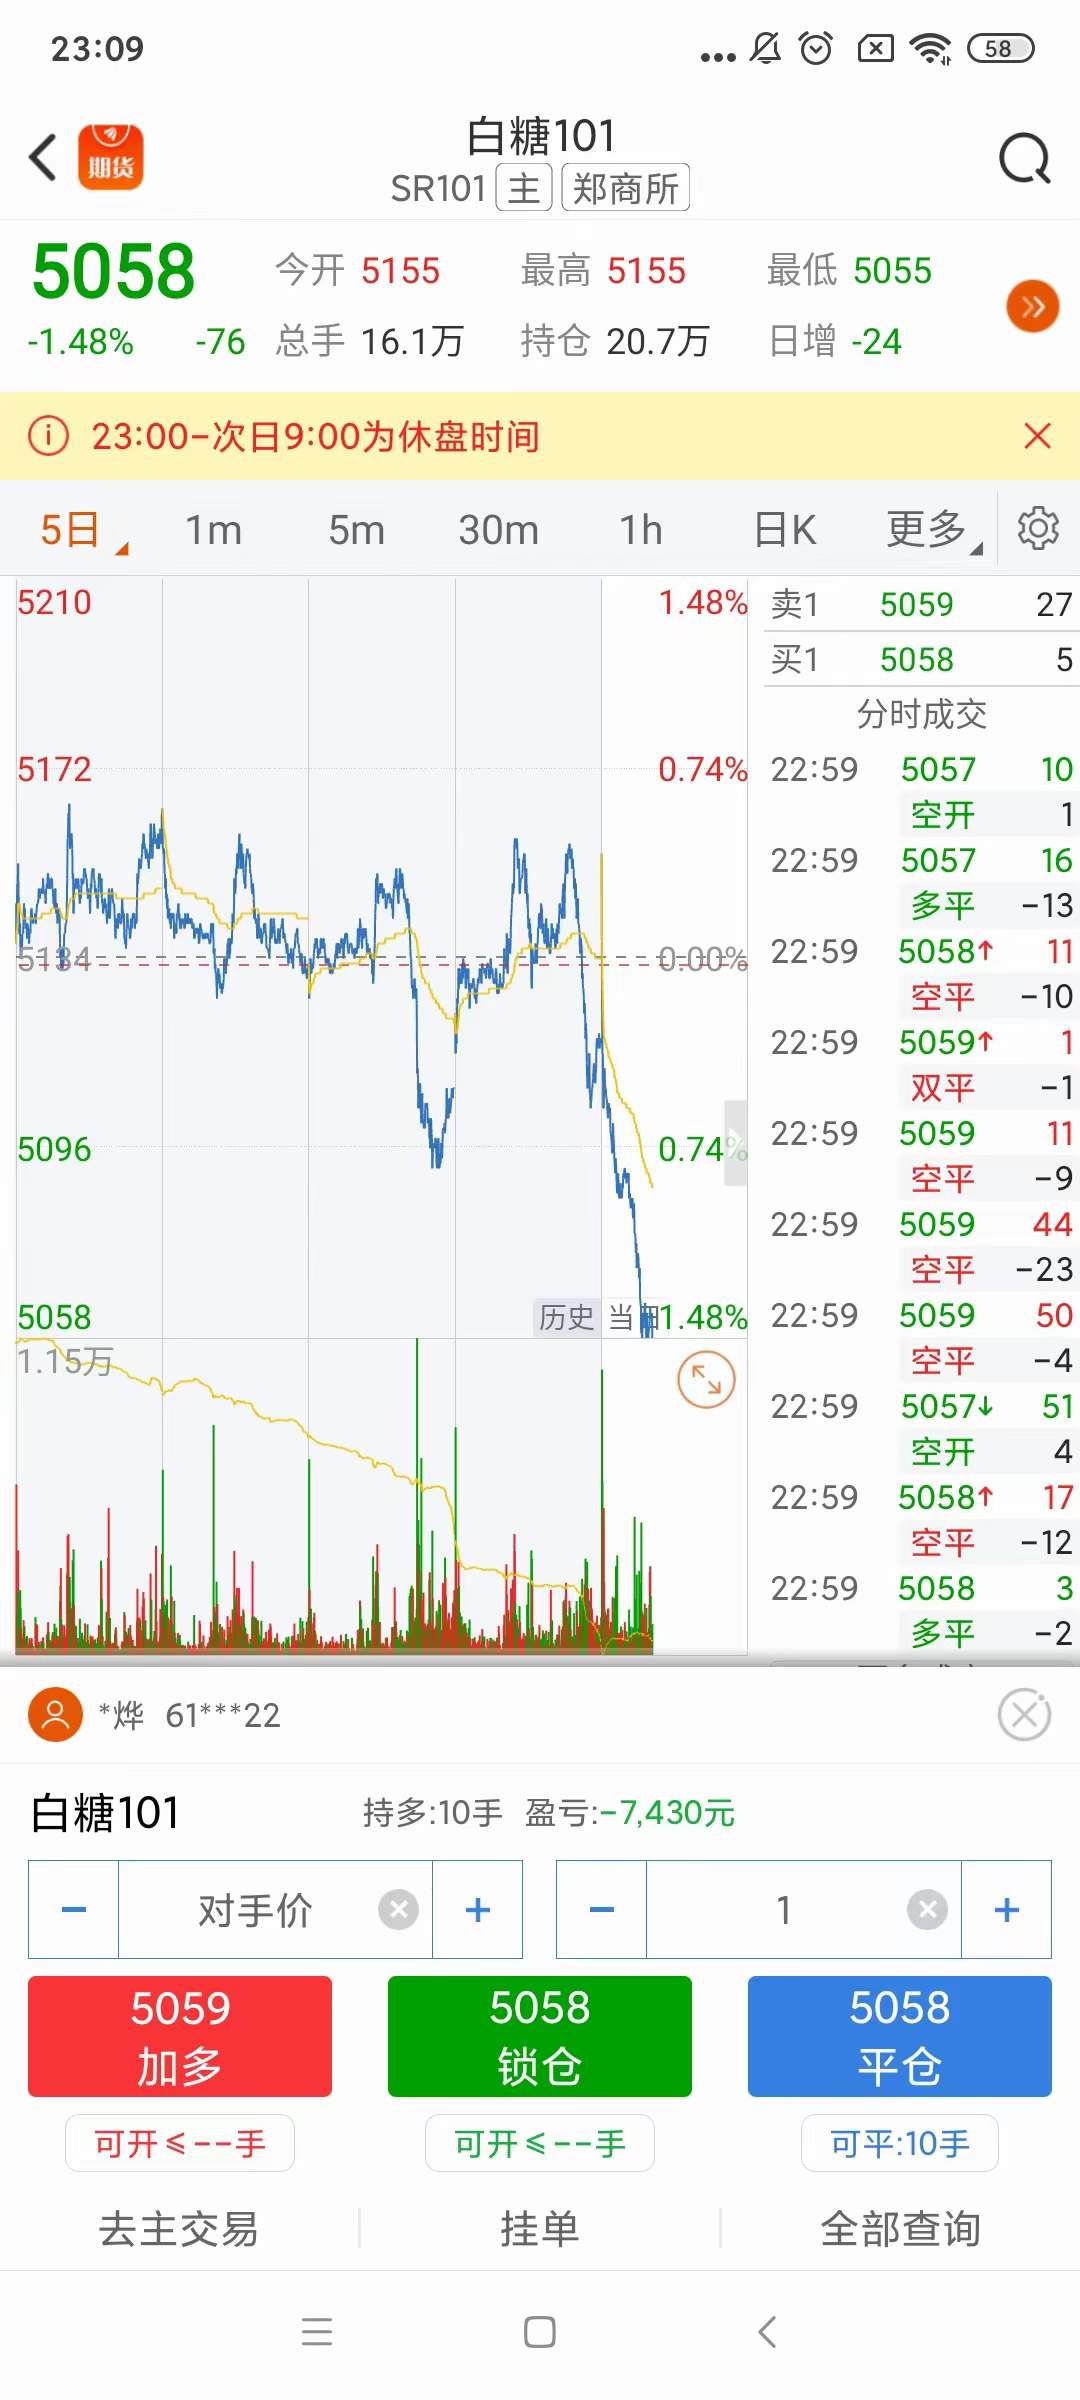 23:09
58
期货
白糖101
SR101 主 郑商所
5058 今开 5155 最高 5155 最低 5055
-1.48% -76 总手 16.1万 持仓 20.7万 日增 -24
23:00-次日9:00为休盘时间
5日 1m 5m 30m 1h 日K 更多
5210 1.48%
5172 0.74%
5134 0.00%
5096 0.74%
5058 历史 1.48%
1.15万
卖1 5059 27
买1 5058 5
分时成交
22:59 5057 10
空开 1
22:59 5057 16
多平 -13
22:59 5058↑ 11
空平 -10
22:59 5059↑ 1
双平 -1
22:59 5059 11
空平 -9
22:59 5059 44
空平 -23
22:59 5059 50
空平 -4
22:59 5057↓ 51
空开 4
22:59 5058↑ 17
空平 -12
22:59 5058 3
多平 -2
*烨 61***22
白糖101 持多:10手 盈亏:-7,430元
对手价 1
5059 5058 5058
加多 锁仓 平仓
可开≤--手 可开≤--手 可平:10手
去主交易 挂单 全部查询